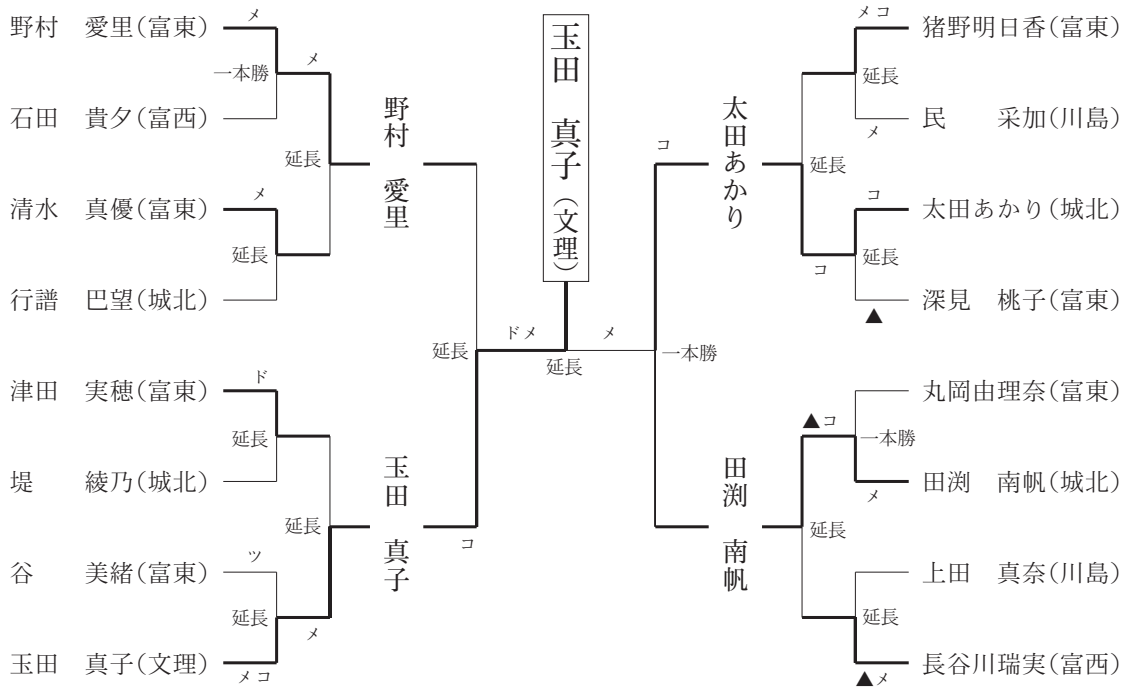 野村 愛里(富東)
石田 貴夕(富西)
清水 真優(富東)
行譜 巴望(城北)
津田 実穂(富東)
堤 綾乃(城北)
谷 美緒(富東)
玉田 真子(文理)
メ
一本勝
メ
延長
ド
延長
ツ
延長
メコ
メ
延長
延長
メ
野村 愛里
玉田 真子
延長
コ
玉田 真子(文理)
ドメ
延長
メ
コ
一本勝
太田あかり
田渕 南帆
延長
コ
▲コ
延長
メコ
延長
メ
コ
延長
▲
一本勝
メ
延長
▲メ
猪野明日香(富東)
民 采加(川島)
太田あかり(城北)
深見 桃子(富東)
丸岡由理奈(富東)
田渕 南帆(城北)
上田 真奈(川島)
長谷川瑞実(富西)